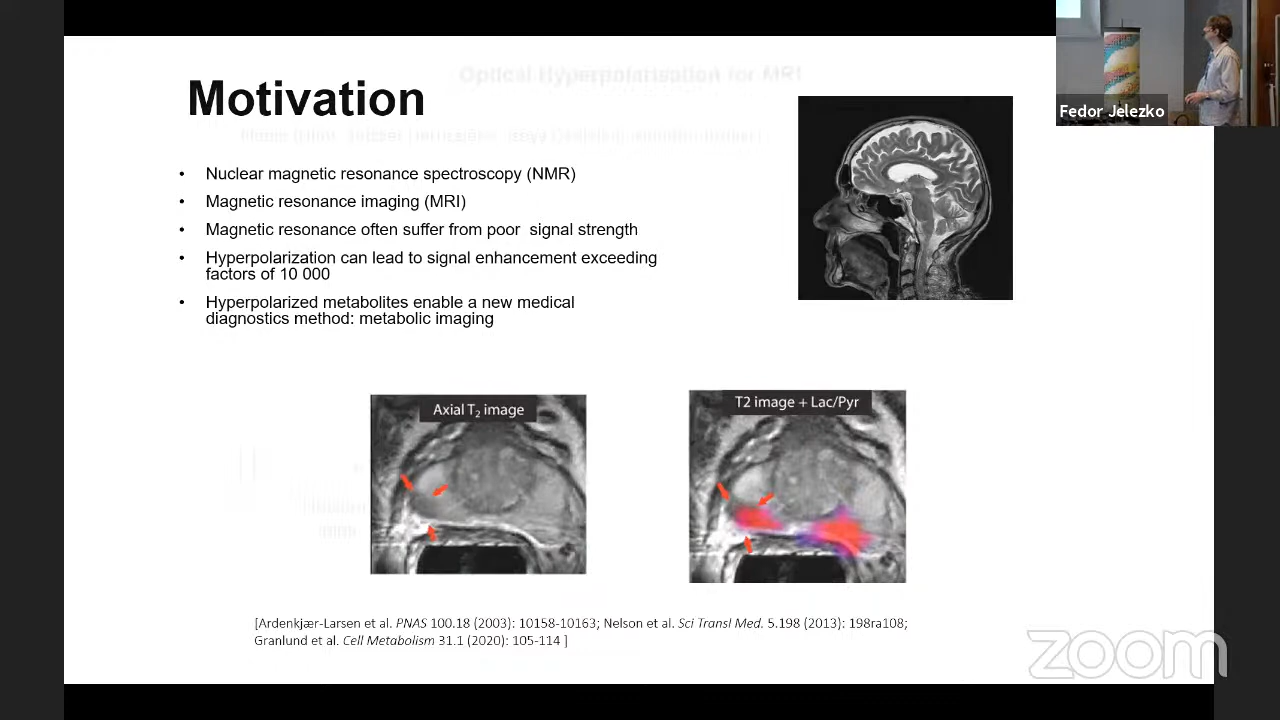 Optical Hyperpolarisation for MRI
Motivation
Fedor Jelezko
• Nuclear magnetic resonance spectroscopy (NMR)
• Magnetic resonance imaging (MRI)
• Magnetic resonance often suffer from poor signal strength
• Hyperpolarization can lead to signal enhancement exceeding
factors of 10 000
• Hyperpolarized metabolites enable a new medical
diagnostics method: metabolic imaging
Axial T₂ image
T2 image + Lac/Pyr
[Ardenkjær-Larsen et al. PNAS 100.18 (2003): 10158-10163; Nelson et al. Sci Transl Med. 5.198 (2013): 198ra108;
Granlund et al. Cell Metabolism 31.1 (2020): 105-114 ]
zoom